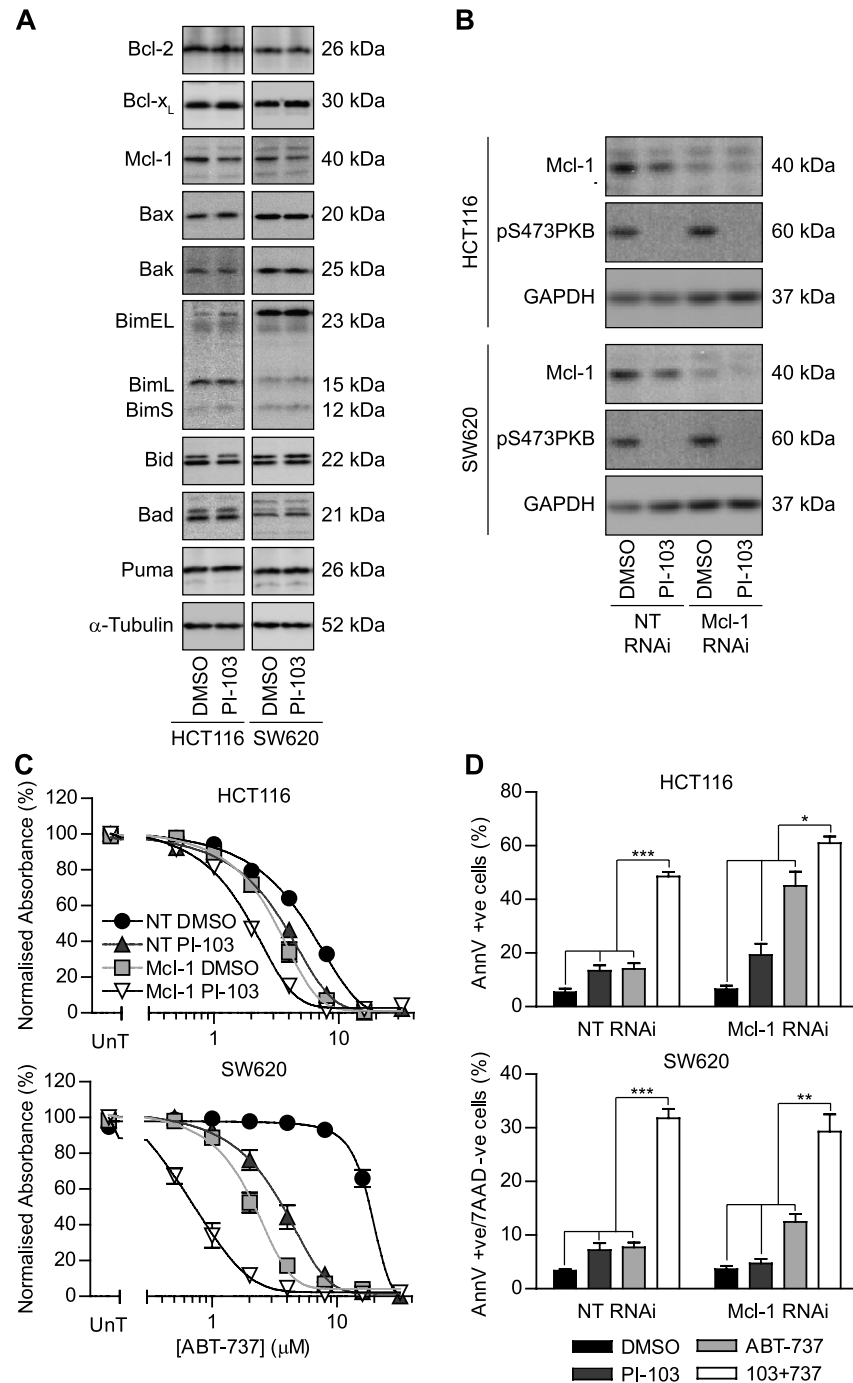 A
Bcl-2 26 kDa
Bcl-xL 30 kDa
Mcl-1 40 kDa
Bax 20 kDa
Bak 25 kDa
BimEL 23 kDa
BimL 15 kDa
BimS 12 kDa
Bid 22 kDa
Bad 21 kDa
Puma 26 kDa
α-Tubulin 52 kDa
DMSO PI-103 DMSO PI-103
HCT116 SW620
B
HCT116
Mcl-1 40 kDa
pS473PKB 60 kDa
GAPDH 37 kDa
SW620
Mcl-1 40 kDa
pS473PKB 60 kDa
GAPDH 37 kDa
DMSO PI-103 DMSO PI-103
NT RNAi Mcl-1 RNAi
C
HCT116
Normalised Absorbance (%)
120
100
80
60
40
20
0
NT DMSO
NT PI-103
Mcl-1 DMSO
Mcl-1 PI-103
UnT 1 10
SW620
Normalised Absorbance (%)
120
100
80
60
40
20
0
UnT 1 10
[ABT-737] (μM)
D
HCT116
AnnV +ve cells (%)
80
60
40
20
0
*** *
NT RNAi Mcl-1 RNAi
SW620
AnnV +ve/7AAD -ve cells (%)
40
30
20
10
0
*** **
NT RNAi Mcl-1 RNAi
DMSO ABT-737
PI-103 103+737